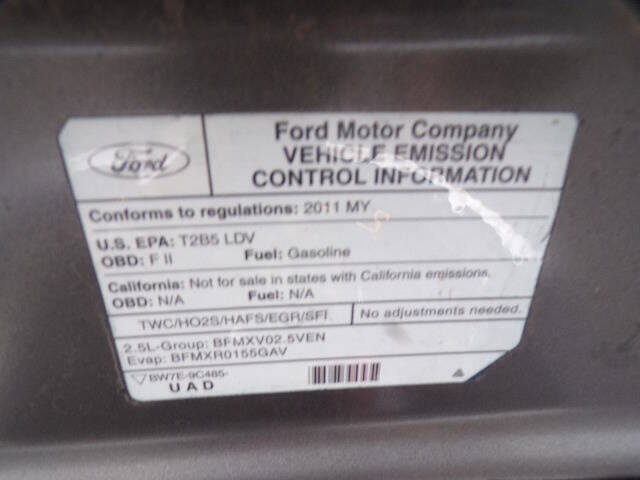 Ford
Ford Motor Company
VEHICLE EMISSION
CONTROL INFORMATION
Conforms to regulations: 2011 MY
U.S. EPA: T2B5 LDV
OBD: F II Fuel: Gasoline
California: Not for sale in states with California emissions.
OBD: N/A Fuel: N/A
TWC/HO2S/HAFS/EGR/SFI. No adjustments needed.
2.5L-Group: BFMXV02.5VEN
Evap: BFMXR0155GAV
BW7E-9C485-
UAD